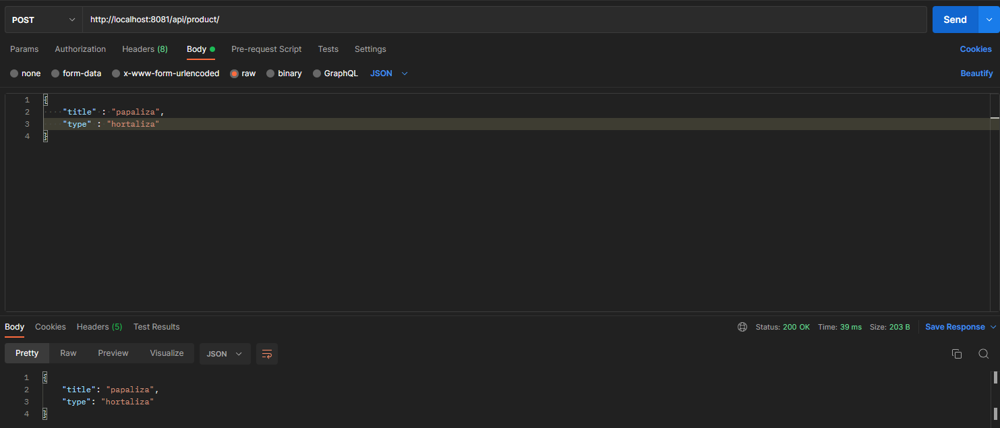 POST http://localhost:8081/api/product/ Send
Params Authorization Headers (8) Body Pre-request Script Tests Settings Cookies
none form-data x-www-form-urlencoded raw binary GraphQL JSON Beautify
1 {
2 "title" : "papaliza",
3 "type" : "hortaliza"
4 }
Body Cookies Headers (5) Test Results Status: 200 OK Time: 39 ms Size: 203 B Save Response
Pretty Raw Preview Visualize JSON
1 {
2 "title": "papaliza",
3 "type": "hortaliza"
4 }